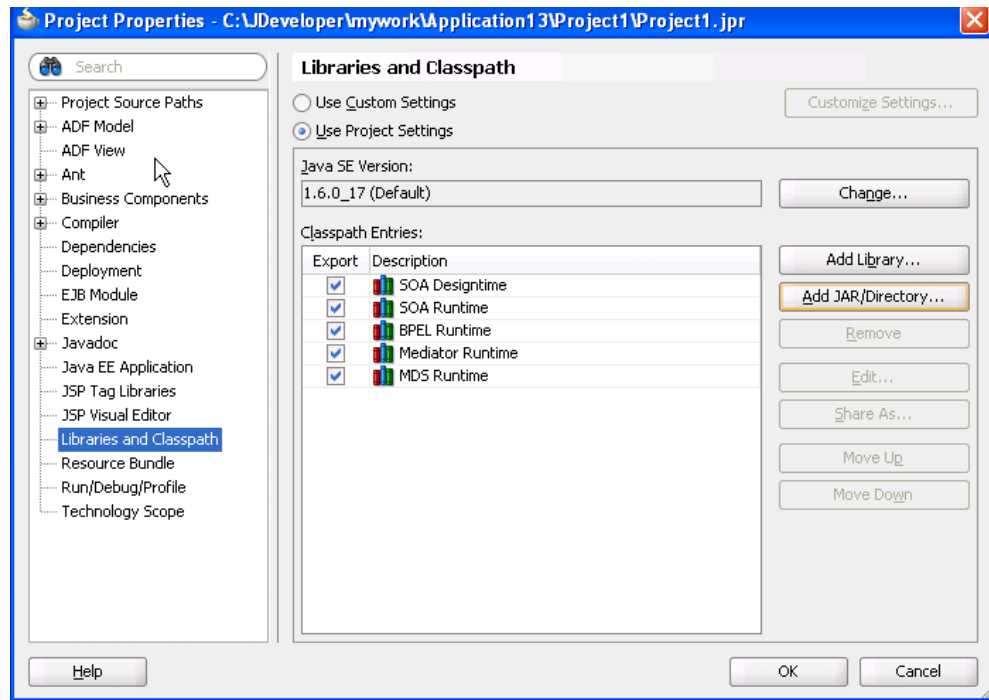 Project Properties - C:\JDeveloper\mywork\Application13\Project1\Project1.jpr
Search
Project Source Paths
ADF Model
ADF View
Ant
Business Components
Compiler
Dependencies
Deployment
EJB Module
Extension
Javadoc
Java EE Application
JSP Tag Libraries
JSP Visual Editor
Libraries and Classpath
Resource Bundle
Run/Debug/Profile
Technology Scope
Libraries and Classpath
Use Custom Settings
Customize Settings...
Use Project Settings
Java SE Version:
1.6.0_17 (Default)
Change...
Classpath Entries:
Export Description
SOA Designtime
SOA Runtime
BPEL Runtime
Mediator Runtime
MDS Runtime
Add Library...
Add JAR/Directory...
Remove
Edit...
Share As...
Move Up
Move Down
Help
OK
Cancel